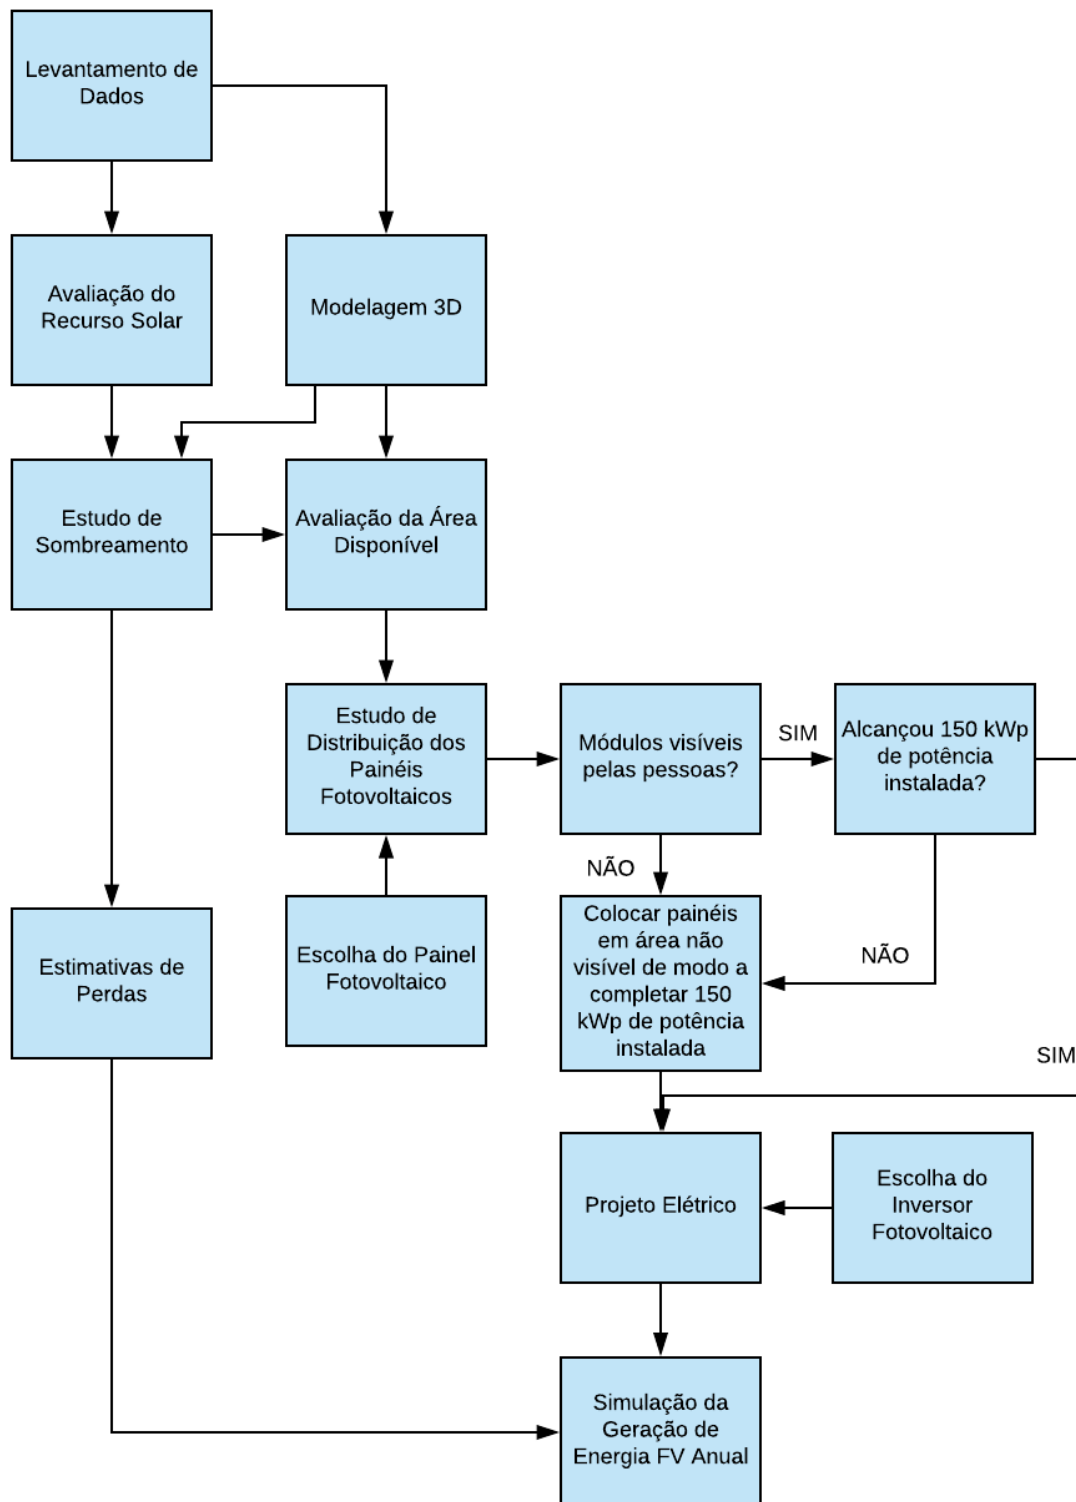 Levantamento de
Dados
Avaliação do
Recurso Solar
Modelagem 3D
Estudo de
Sombreamento
Avaliação da Área
Disponível
Estudo de
Distribuição dos
Painéis
Fotovoltaicos
Módulos visíveis
pelas pessoas?
SIM
Alcançou 150 kWp
de potência
instalada?
NÃO
Estimativas de
Perdas
Escolha do Painel
Fotovoltaico
Colocar painéis
em área não
visível de modo a
completar 150
kWp de potência
instalada
NÃO
SIM
Projeto Elétrico
Escolha do
Inversor
Fotovoltaico
Simulação da
Geração de
Energia FV Anual